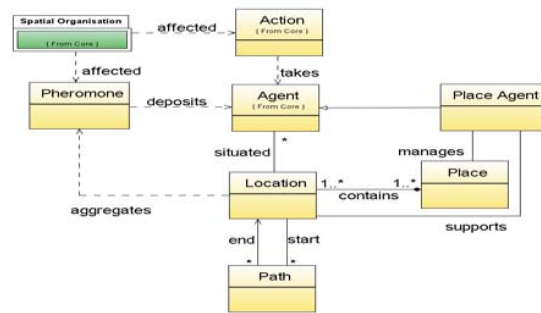 Spatial Organisation
( From Core )
affected
Action
( From Core )
affected
takes
Pheromone
deposits
Agent
( From Core )
Place Agent
situated
*
manages
Location
1..*
1..*
contains
Place
aggregates
supports
end
start
*
*
Path